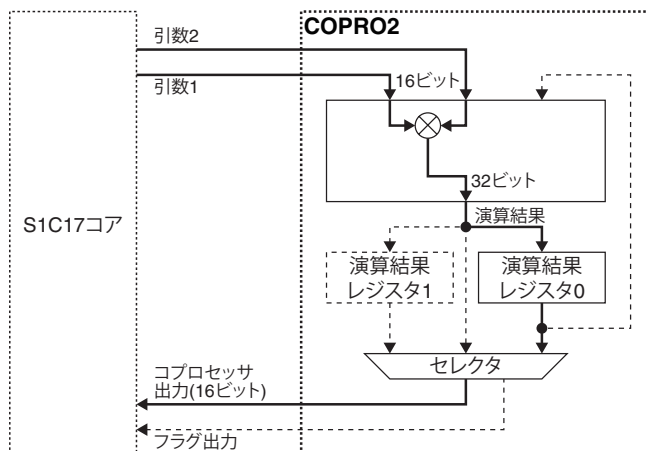 COPRO2
引数2
引数1
16ビット
32ビット
S1C17コア
演算結果
演算結果
レジスタ1
演算結果
レジスタ0
セレクタ
コプロセッサ
出力(16ビット)
フラグ出力